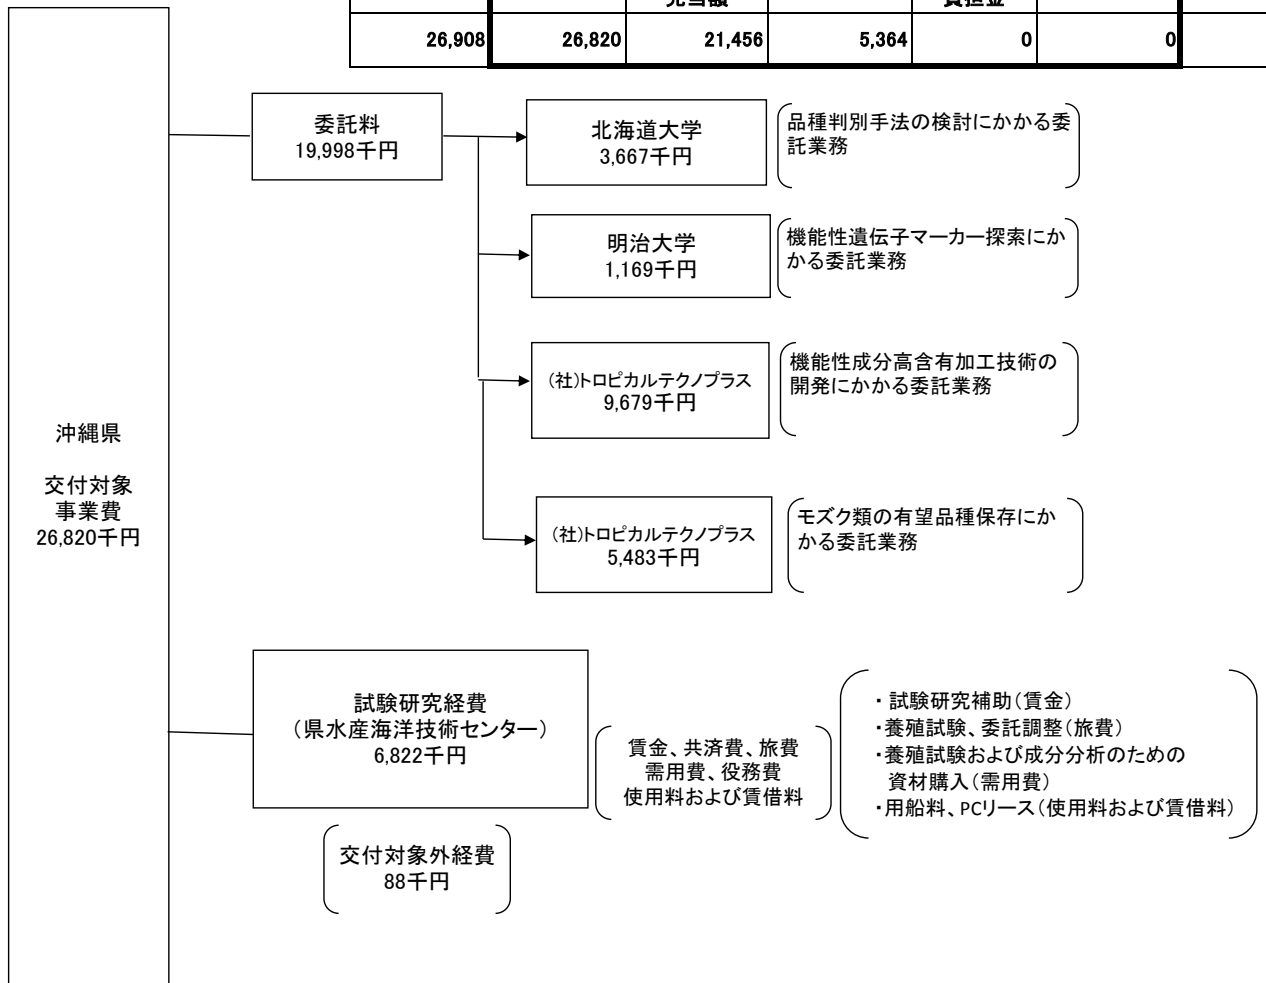 充当額
負担金
26,908 26,820 21,456 5,364 0 0
委託料
19,998千円
北海道大学
3,667千円
品種判別手法の検討にかかる委
託業務
明治大学
1,169千円
機能性遺伝子マーカー探索にか
かる委託業務
(社)トロピカルテクノプラス
9,679千円
機能性成分高含有加工技術の
開発にかかる委託業務
沖縄県
交付対象
事業費
26,820千円
(社)トロピカルテクノプラス
5,483千円
モズク類の有望品種保存にか
かる委託業務
試験研究経費
(県水産海洋技術センター)
6,822千円
賃金、共済費、旅費
需用費、役務費
使用料および賃借料
・試験研究補助(賃金)
・養殖試験、委託調整(旅費)
・養殖試験および成分分析のための
資材購入(需用費)
・用船料、PCリース(使用料および賃借料)
交付対象外経費
88千円